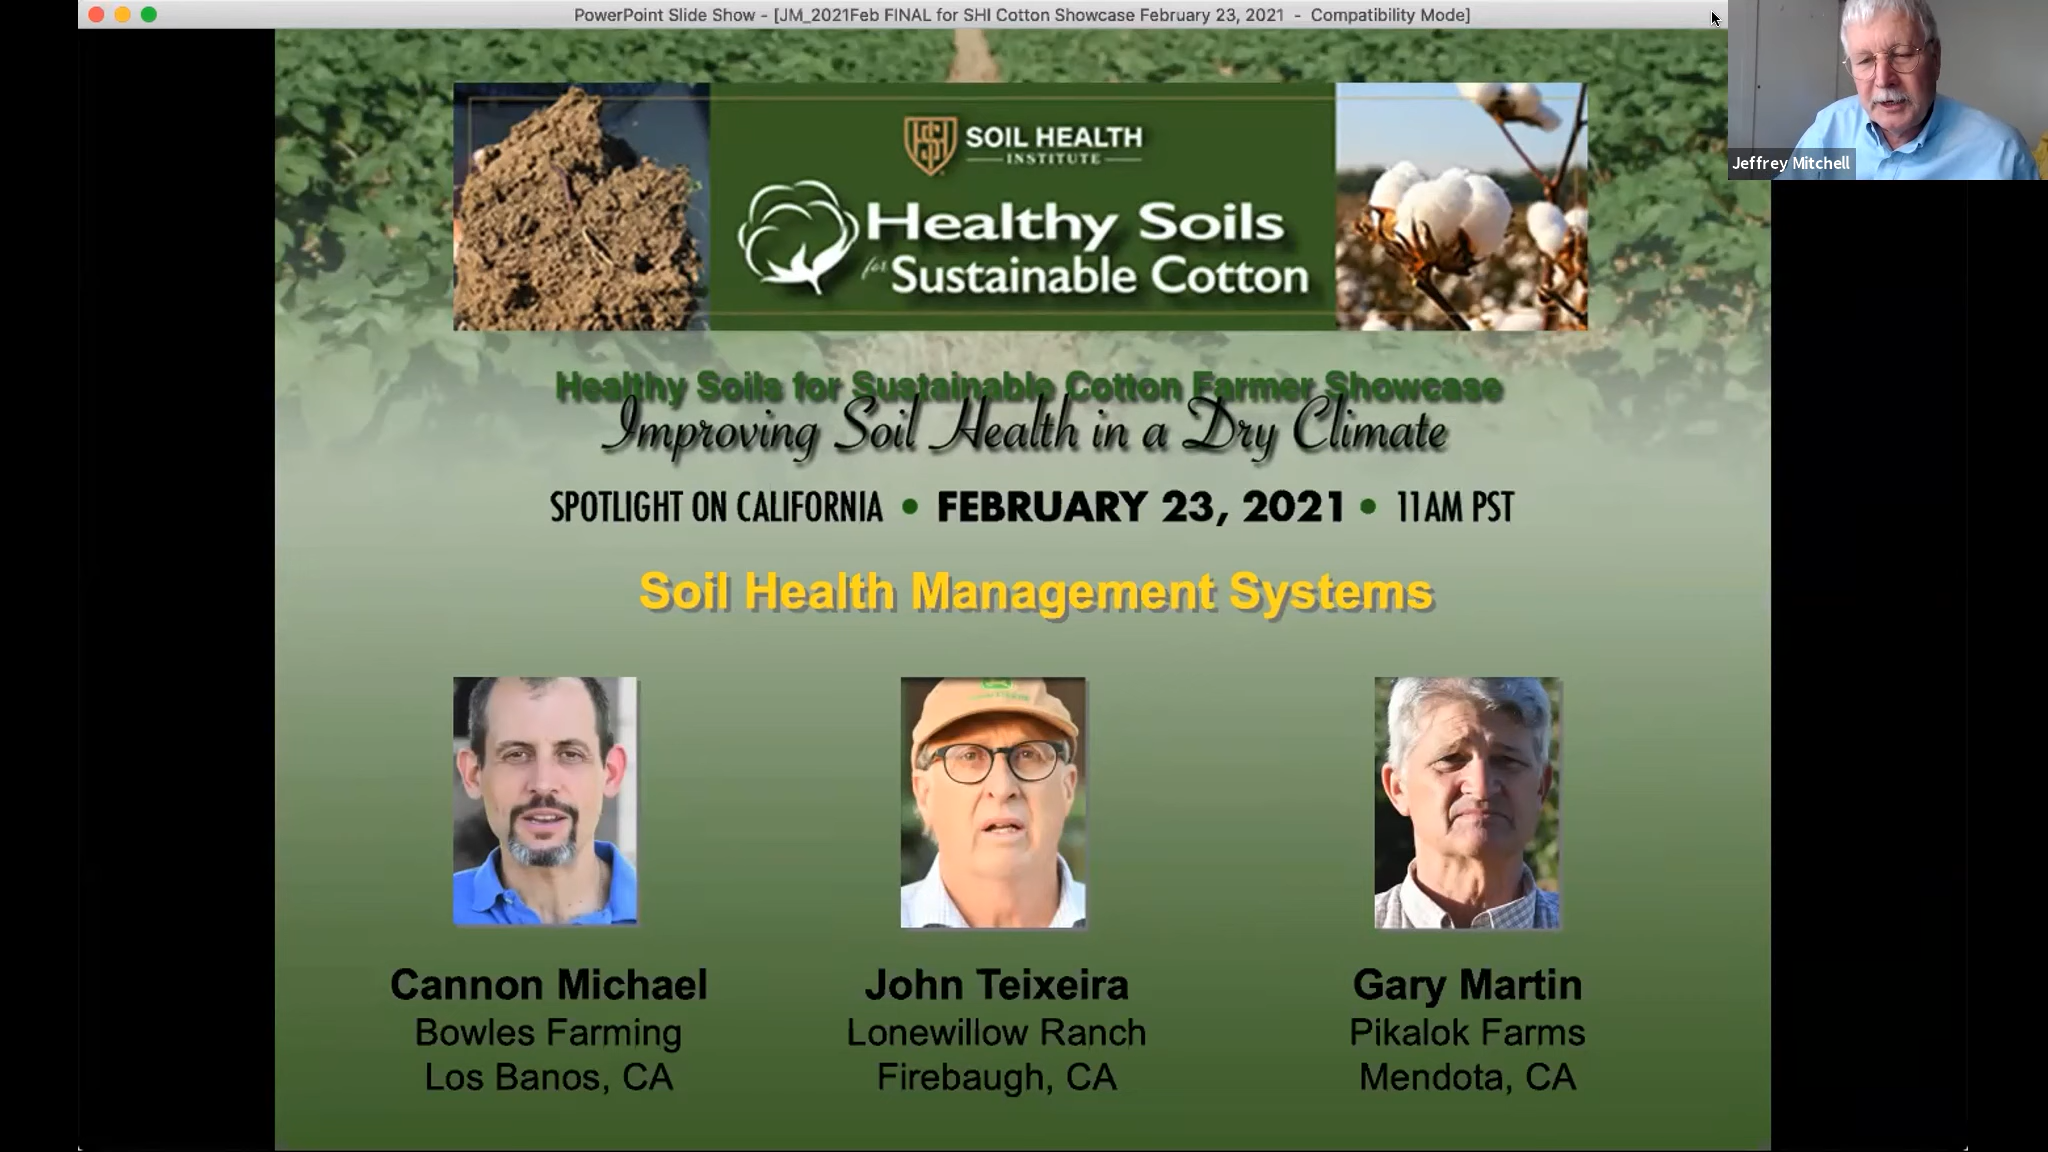 PowerPoint Slide Show - [JM_2021Feb FINAL for SHI Cotton Showcase February 23, 2021 - Compatibility Mode]
Jeffrey Mitchell
SOIL HEALTH
INSTITUTE
Healthy Soils
for Sustainable Cotton
Healthy Soils for Sustainable Cotton Farmer Showcase
Improving Soil Health in a Dry Climate
SPOTLIGHT ON CALIFORNIA • FEBRUARY 23, 2021 • 11AM PST
Soil Health Management Systems
Cannon Michael
Bowles Farming
Los Banos, CA
John Teixeira
Lonewillow Ranch
Firebaugh, CA
Gary Martin
Pikalok Farms
Mendota, CA